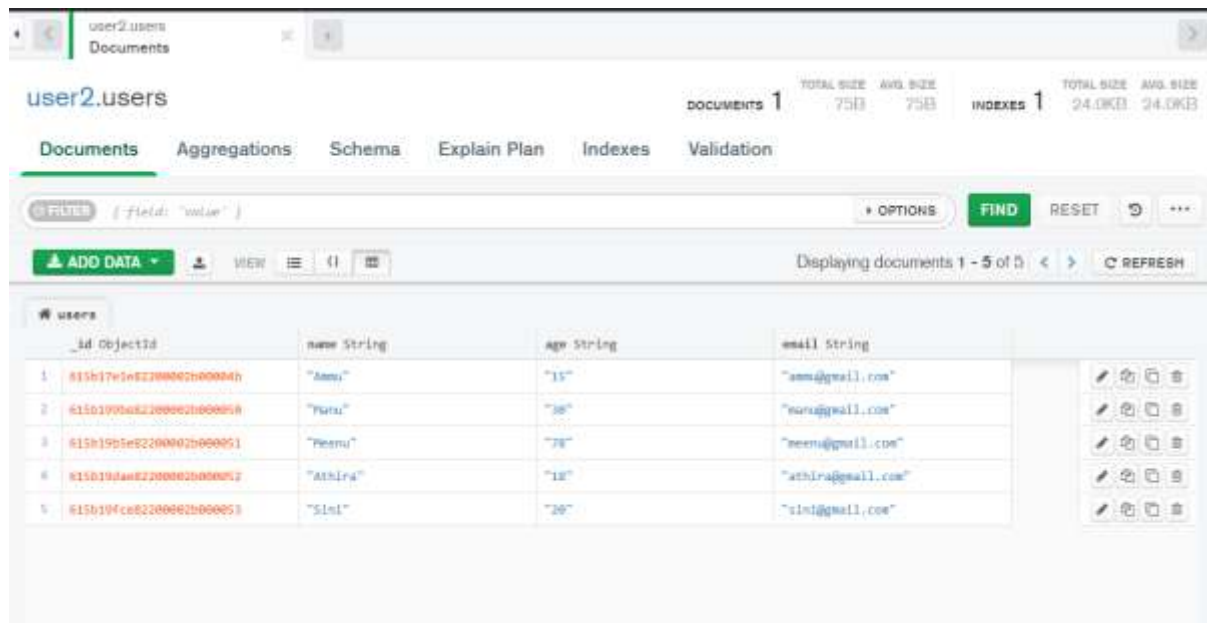 user2.users
Documents
user2.users
DOCUMENTS 1 TOTAL SIZE 75B AVG. SIZE 75B INDEXES 1 TOTAL SIZE 24.0KB AVG. SIZE 24.0KB
Documents Aggregations Schema Explain Plan Indexes Validation
FILTER { field: 'value' } OPTIONS FIND RESET
ADD DATA VIEW {} Displaying documents 1 - 5 of 5 < > REFRESH
users
_id ObjectId name String age String email String
1 "Ammu" "15" "ammu@gmail.com"
2 "Manu" "30" "manu@gmail.com"
3 "Meenu" "70" "meenu@gmail.com"
4 "Athira" "18" "athira@gmail.com"
5 "Sini" "20" "sini@gmail.com"